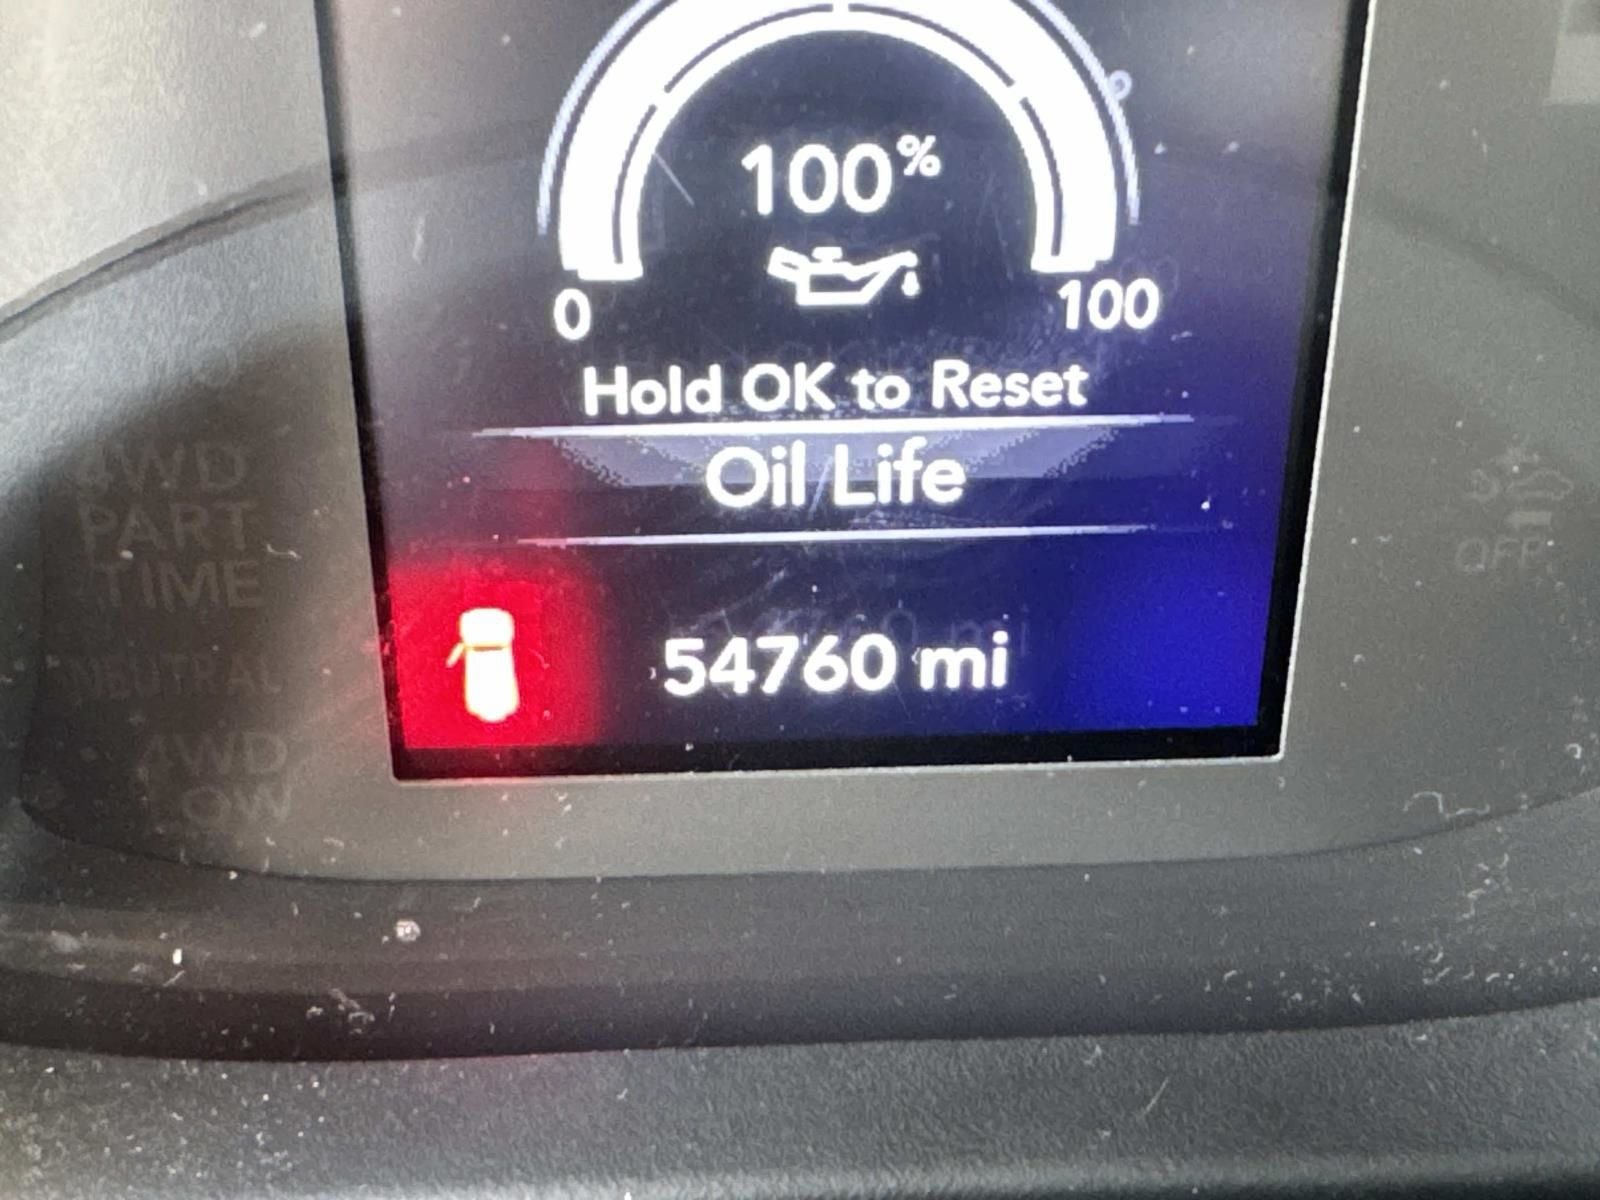 100%
0
100
Hold OK to Reset
Oil Life
54760 mi
4WD
PART
TIME
NEUTRAL
4WD
LOW
OFF